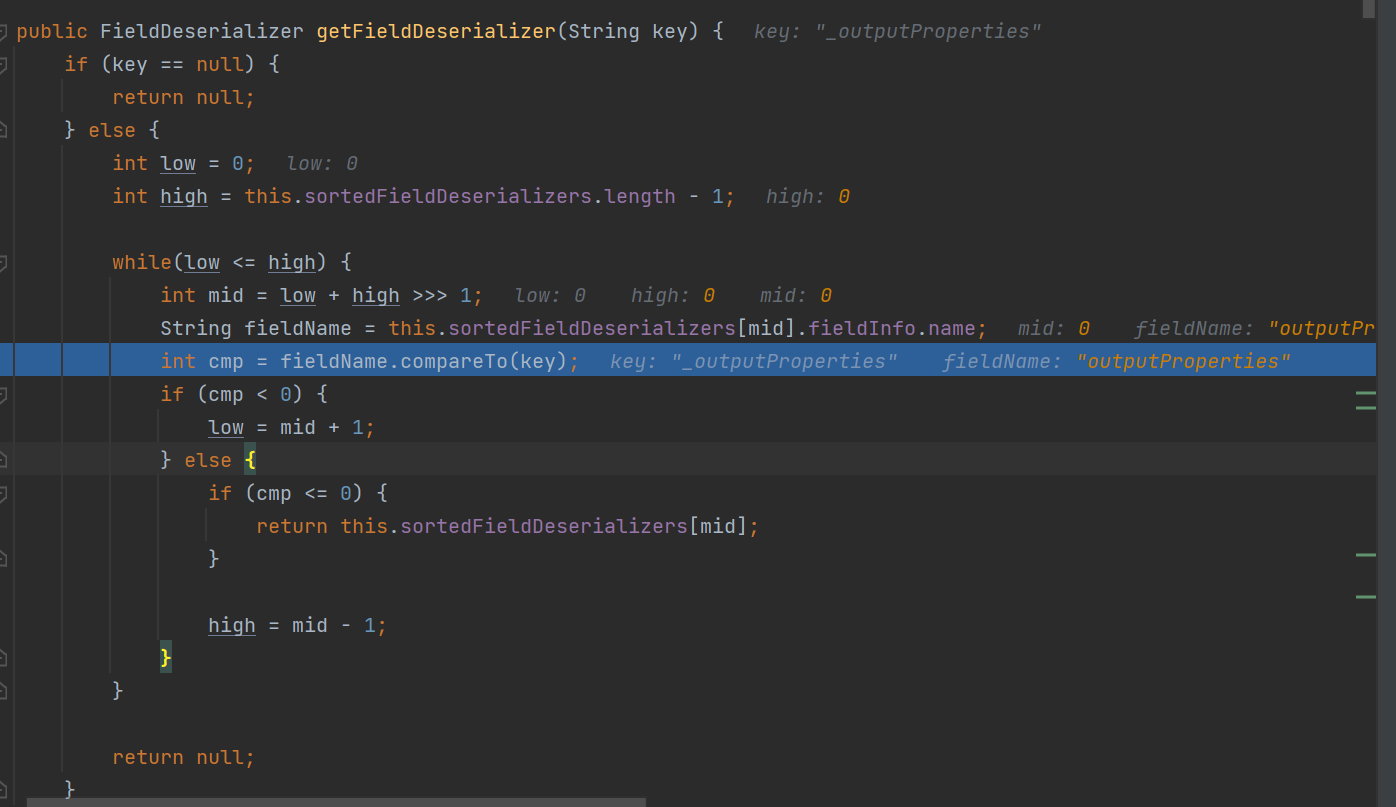 public FieldDeserializer getFieldDeserializer(String key) {   key: "_outputProperties"
    if (key == null) {
        return null;
    } else {
        int low = 0;   low: 0
        int high = this.sortedFieldDeserializers.length - 1;   high: 0
        while(low <= high) {
            int mid = low + high >>> 1;   low: 0    high: 0    mid: 0
            String fieldName = this.sortedFieldDeserializers[mid].fieldInfo.name;   mid: 0    fieldName: "outputPr
            int cmp = fieldName.compareTo(key);   key: "_outputProperties"    fieldName: "outputProperties"
            if (cmp < 0) {
                low = mid + 1;
            } else {
                if (cmp <= 0) {
                    return this.sortedFieldDeserializers[mid];
                }
                high = mid - 1;
            }
        }
        return null;
    }